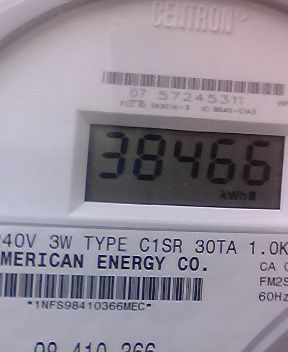 CENTRON®
07 57245311
38466
kWh
240V 3W TYPE C1SR 30TA 1.0K
AMERICAN ENERGY CO.
CA
FM2S
60Hz
*1NFS98410366MEC*
98 410 366